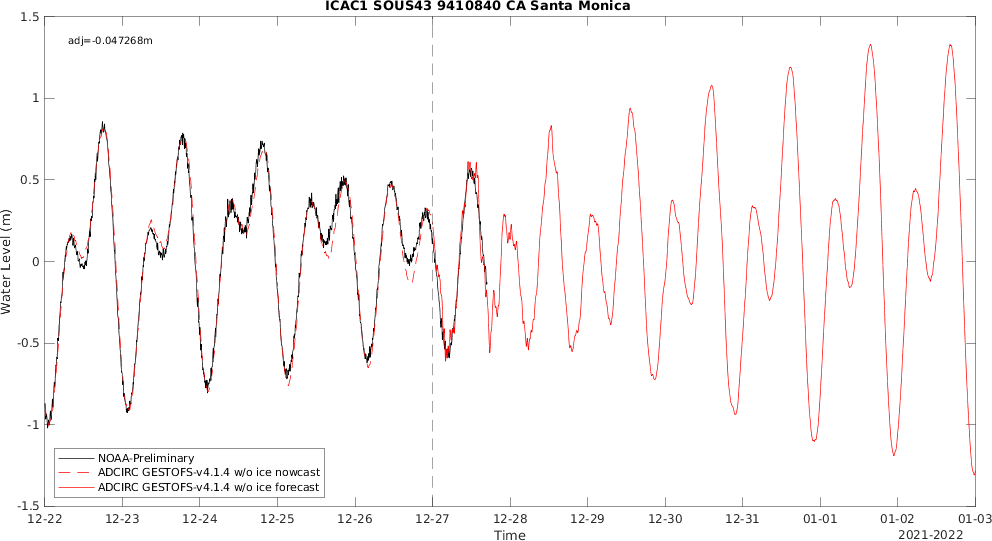 ICAC1 SOUS43 9410840 CA Santa Monica
1.5
adj=-0.047268m
1
0.5
0
-0.5
-1
-1.5
Water Level (m)
NOAA-Preliminary
ADCIRC GESTOFS-v4.1.4 w/o ice nowcast
ADCIRC GESTOFS-v4.1.4 w/o ice forecast
12-22 12-23 12-24 12-25 12-26 12-27 12-28 12-29 12-30 12-31 01-01 01-02 01-03
Time
2021-2022